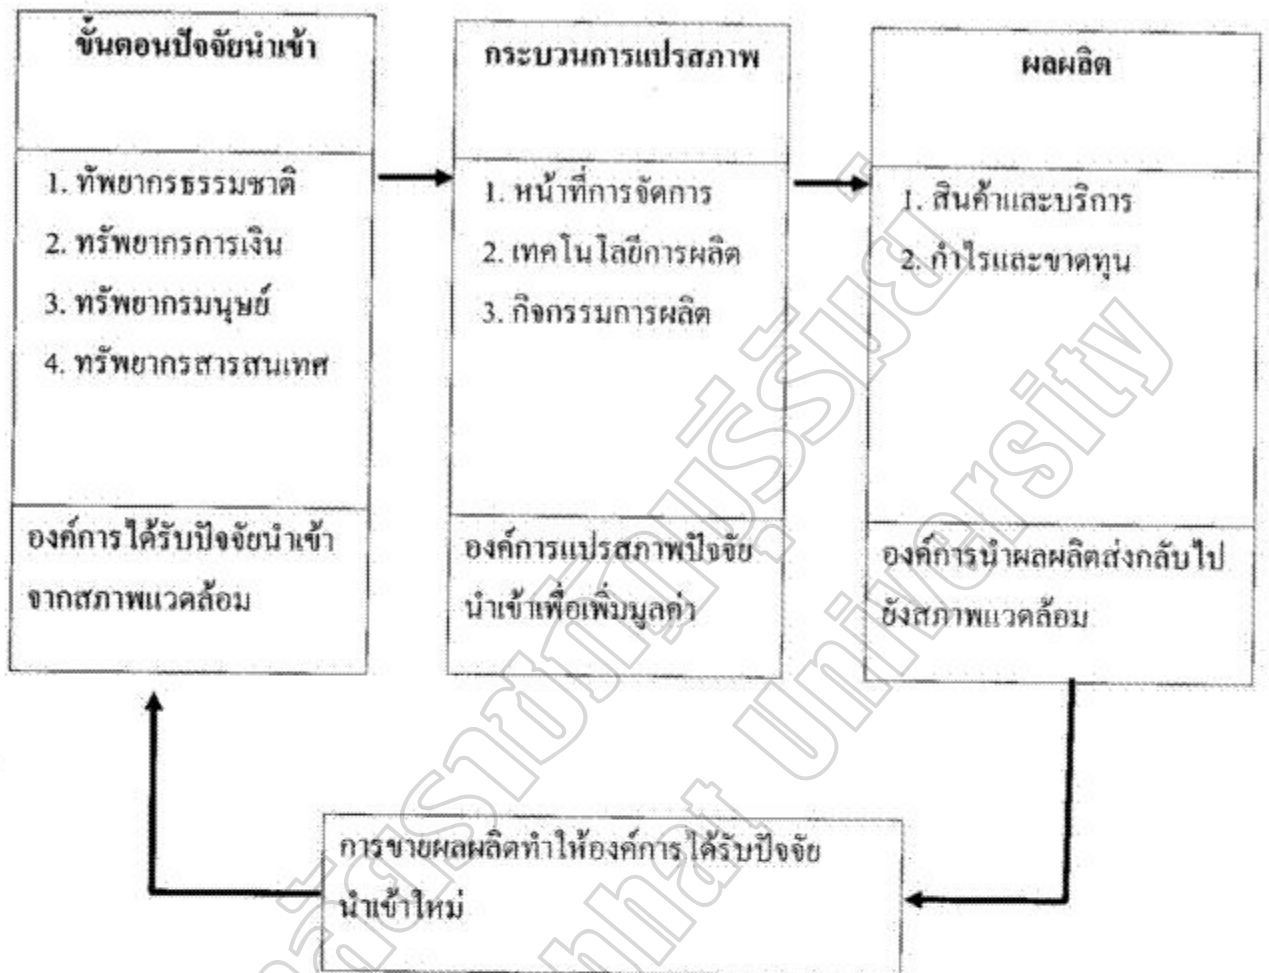 ขั้นตอนปัจจัยนำเข้า
1. ทัพยากรธรรมชาติ
2. ทรัพยากรการเงิน
3. ทรัพยากรมนุษย์
4. ทรัพยากรสารสนเทศ
องค์การได้รับปัจจัยนำเข้า
จากสภาพแวดล้อม
กระบวนการแปรสภาพ
1. หน้าที่การจัดการ
2. เทคโนโลยีการผลิต
3. กิจกรรมการผลิต
องค์การแปรสภาพปัจจัย
นำเข้าเพื่อเพิ่มมูลค่า
ผลผลิต
1. สินค้าและบริการ
2. กำไรและขาดทุน
องค์การนำผลผลิตส่งกลับไป
ยังสภาพแวดล้อม
การขายผลผลิตทำให้องค์การได้รับปัจจัย
นำเข้าใหม่
University